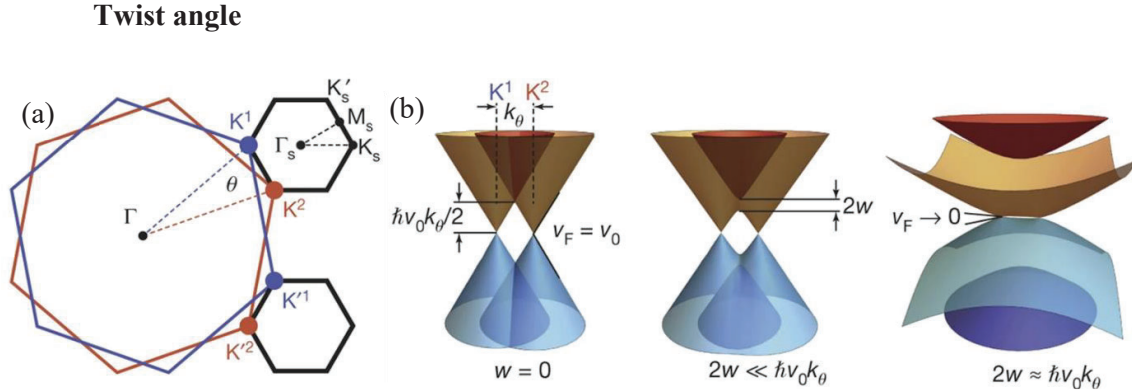 Twist angle
(a)
K¹
θ
Γ
K²
K′¹
K′²
K′ₛ
Mₛ
Γₛ
Kₛ
(b)
K¹ K²
k_θ
ħv₀k_θ/2
v_F = v₀
w = 0
2w
2w ≪ ħv₀k_θ
v_F → 0
2w ≈ ħv₀k_θ